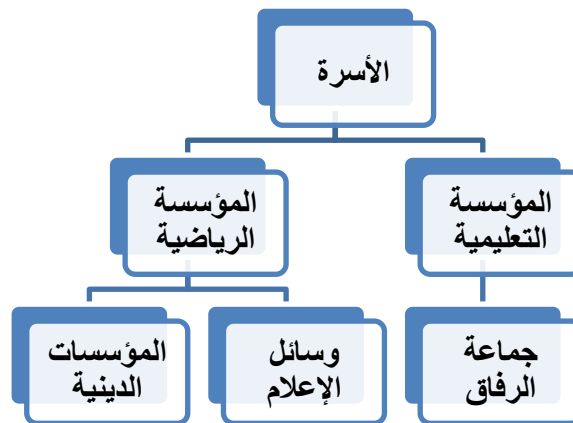 الأسرة
المؤسسة
التعليمية
المؤسسة
الرياضية
جماعة
الرفاق
وسائل
الإعلام
المؤسسات
الدينية